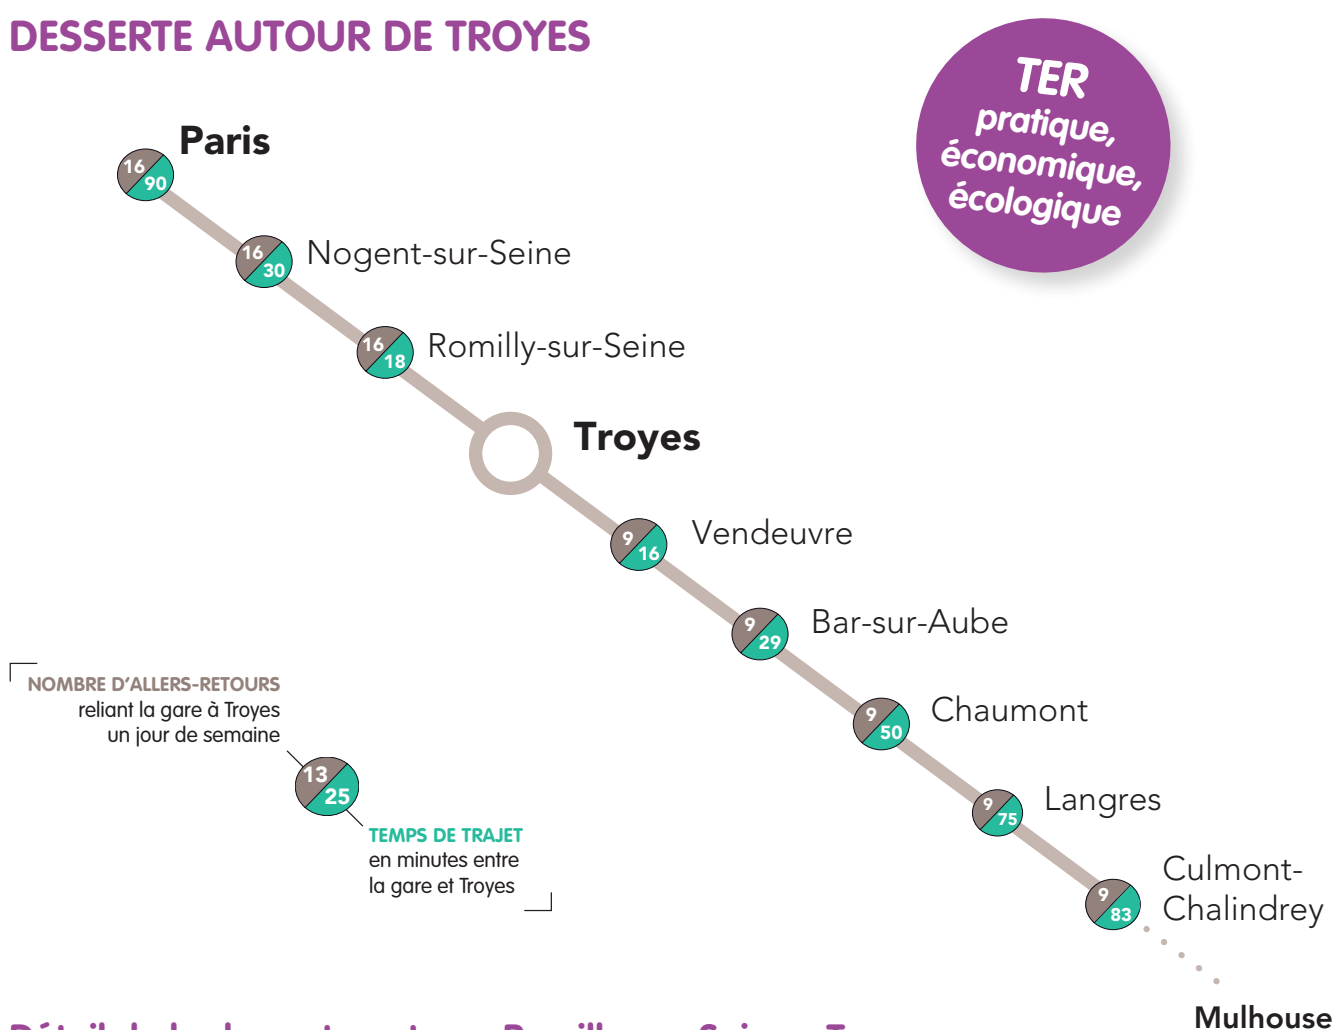 DESSERTE AUTOUR DE TROYES
TER
pratique,
économique,
écologique
Paris
16
90
Nogent-sur-Seine
16
30
Romilly-sur-Seine
16
18
Troyes
Vendeuvre
9
16
Bar-sur-Aube
9
29
Chaumont
9
50
Langres
9
75
Culmont-
Chalindrey
9
83
Mulhouse
NOMBRE D'ALLERS-RETOURS
reliant la gare à Troyes
un jour de semaine
13
25
TEMPS DE TRAJET
en minutes entre
la gare et Troyes